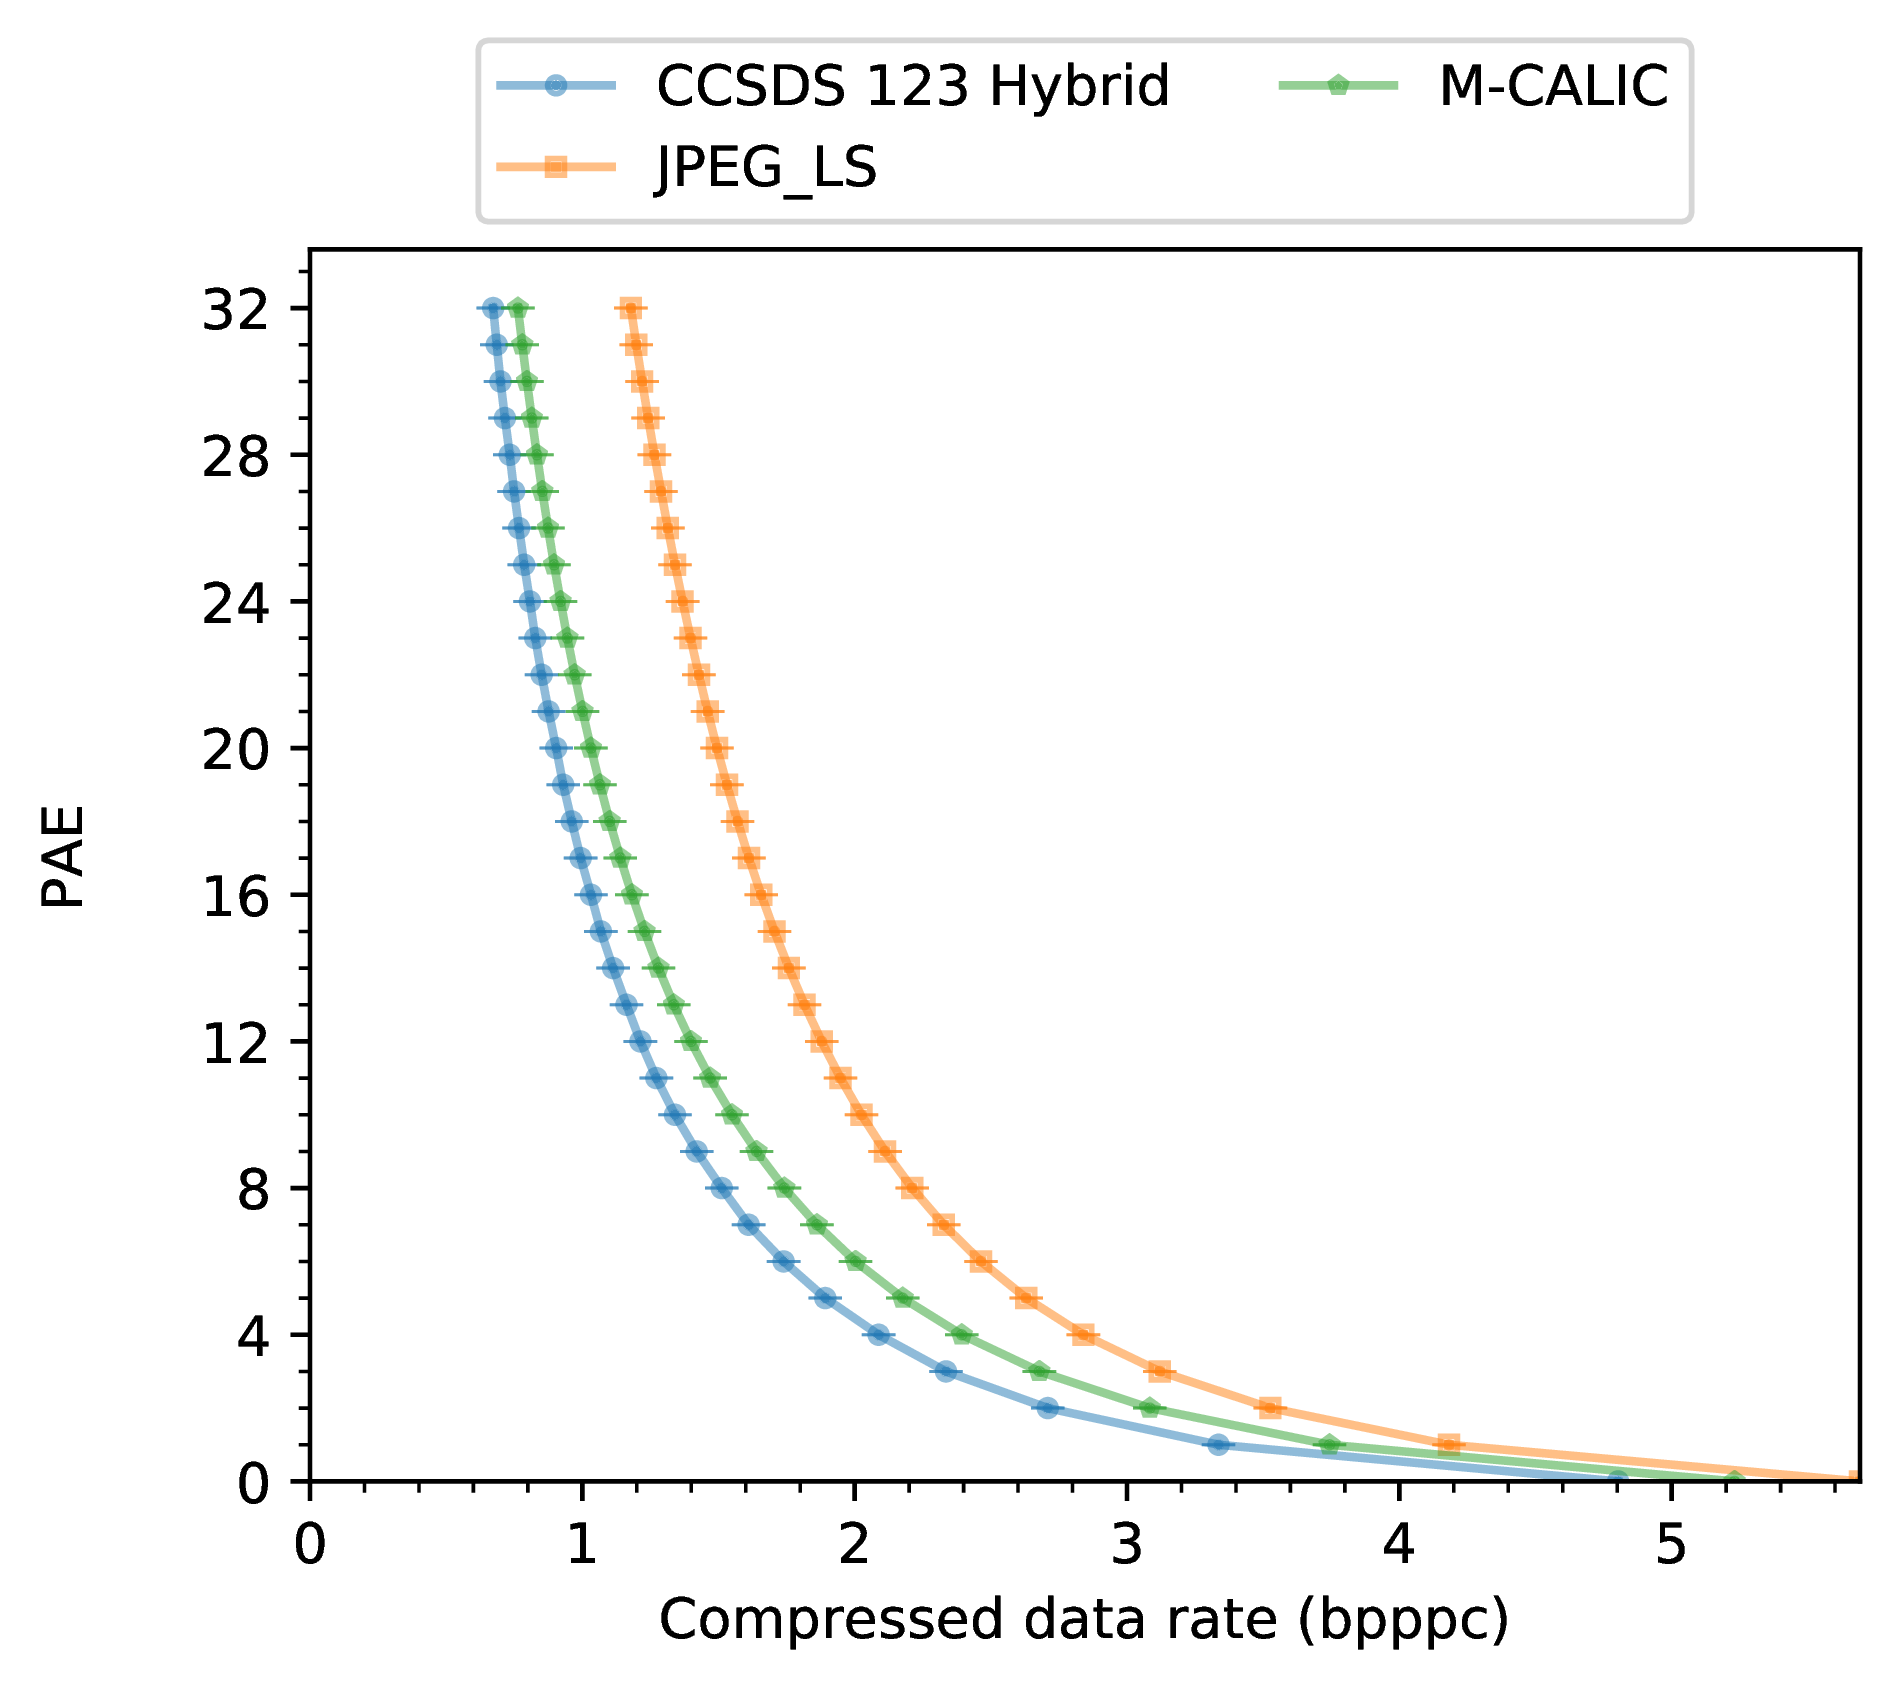 CCSDS 123 Hybrid
M-CALIC
JPEG_LS
PAE
32
28
24
20
16
12
8
4
0
0 1 2 3 4 5
Compressed data rate (bpppc)